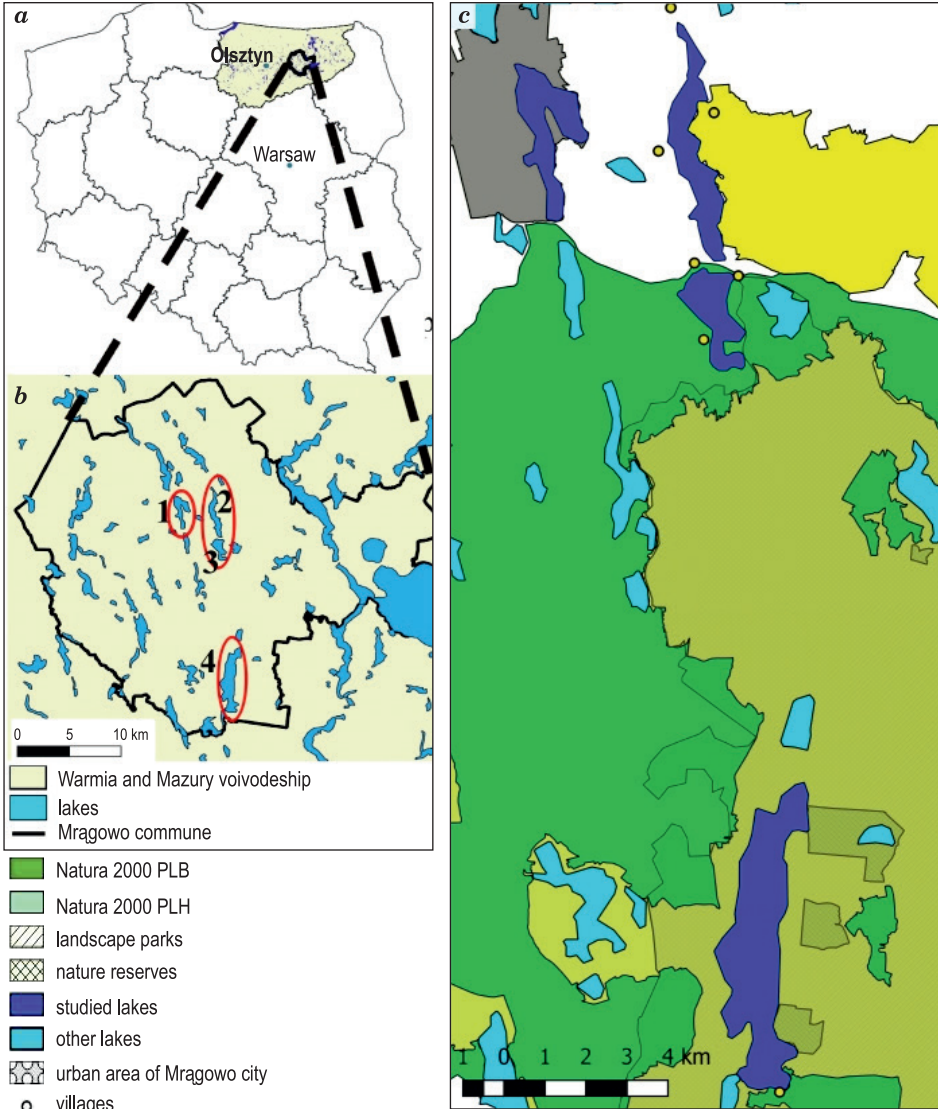 a
Olsztyn
Warsaw
b
1
2
3
4
0 5 10 km
Warmia and Mazury voivodeship
lakes
Mrągowo commune
Natura 2000 PLB
Natura 2000 PLH
landscape parks
nature reserves
studied lakes
other lakes
urban area of Mrągowo city
villages
c
1 0 1 2 3 4 km